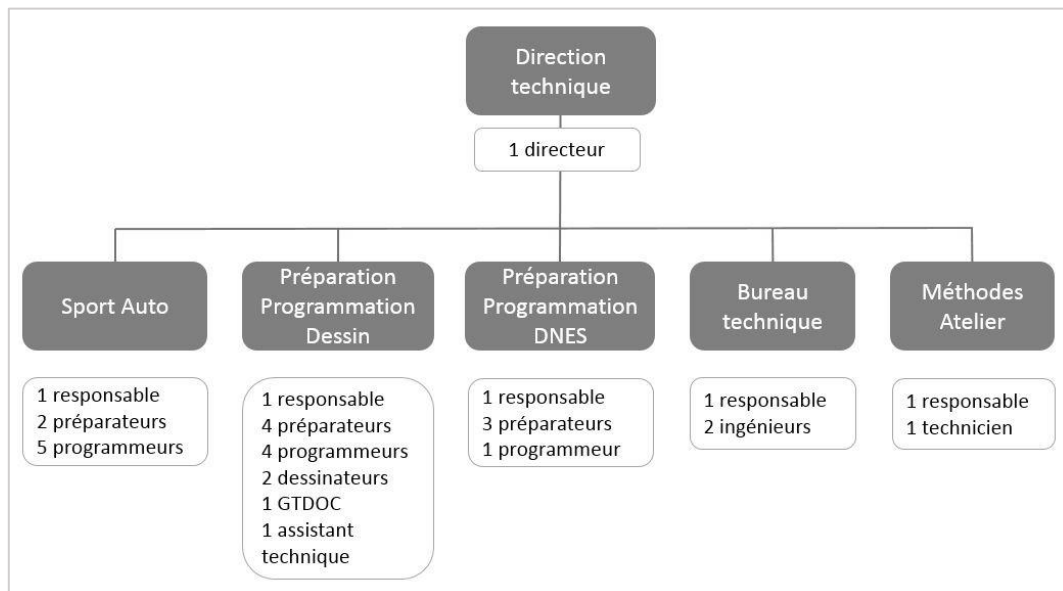 Direction
technique
1 directeur
Sport Auto
1 responsable
2 préparateurs
5 programmeurs
Préparation
Programmation
Dessin
1 responsable
4 préparateurs
4 programmeurs
2 dessinateurs
1 GTDOC
1 assistant
technique
Préparation
Programmation
DNES
1 responsable
3 préparateurs
1 programmeur
Bureau
technique
1 responsable
2 ingénieurs
Méthodes
Atelier
1 responsable
1 technicien